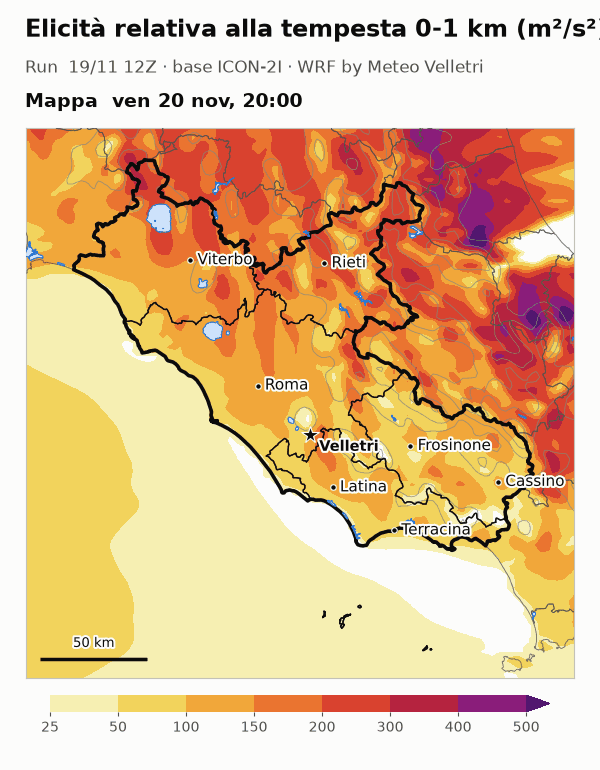 Elicità relativa alla tempesta 0-1 km (m²/s²)
Run 19/11 12Z · base ICON-2I · WRF by Meteo Velletri
Mappa ven 20 nov, 20:00
Viterbo
Rieti
Roma
Velletri
Frosinone
Latina
Cassino
Terracina
50 km
25 50 100 150 200 300 400 500